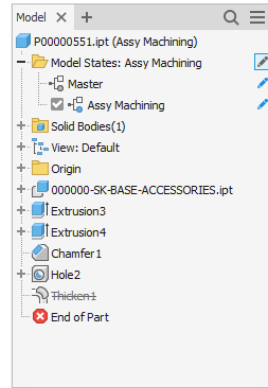 Model
P00000551.ipt (Assy Machining)
Model States: Assy Machining
Master
Assy Machining
Solid Bodies(1)
View: Default
Origin
000000-SK-BASE-ACCESSORIES.ipt
Extrusion3
Extrusion4
Chamfer1
Hole2
Thicken1
End of Part